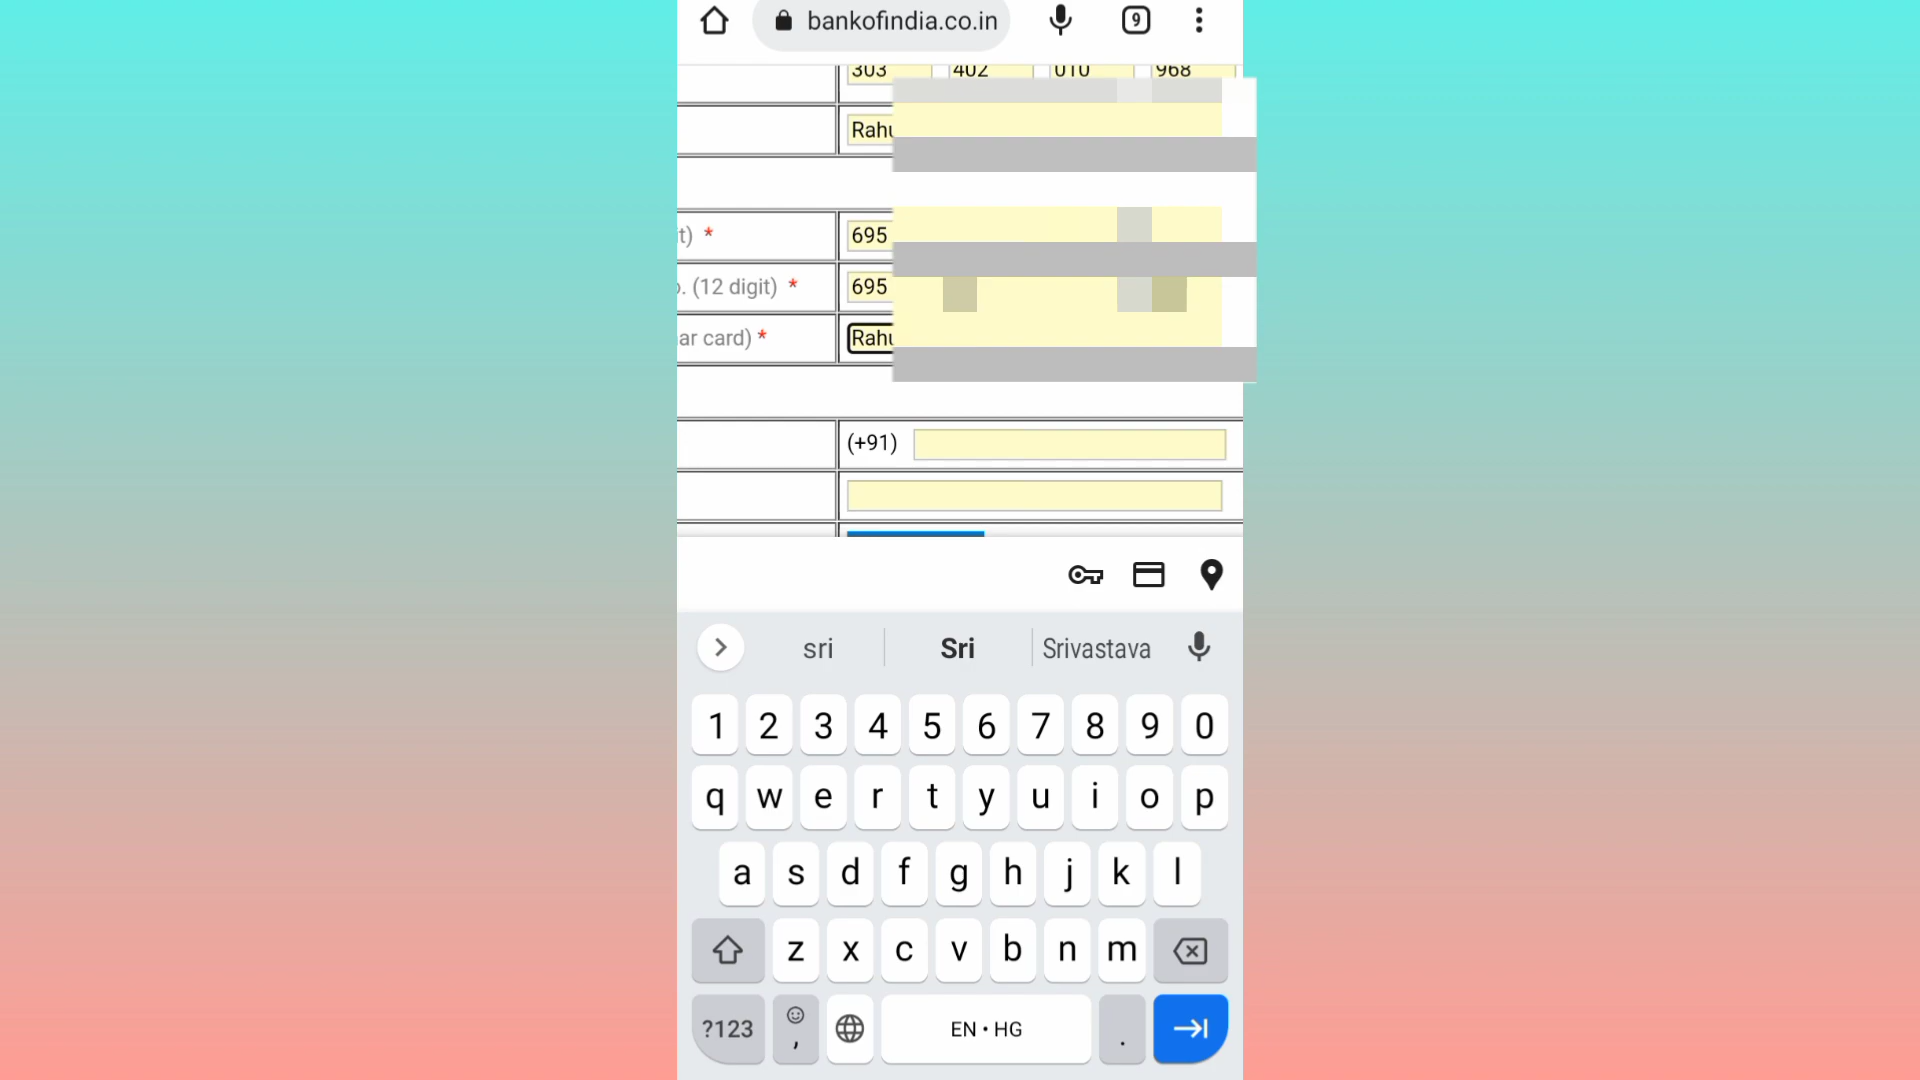 9
bankofindia.co.in
303 402 010 968
Rahu
it) * 695
. (12 digit) * 695
ar card) * Rahu
(+91)
sri Sri Srivastava
1 2 3 4 5 6 7 8 9 0
q w e r t y u i o p
a s d f g h j k l
z x c v b n m
?123 , EN • HG .